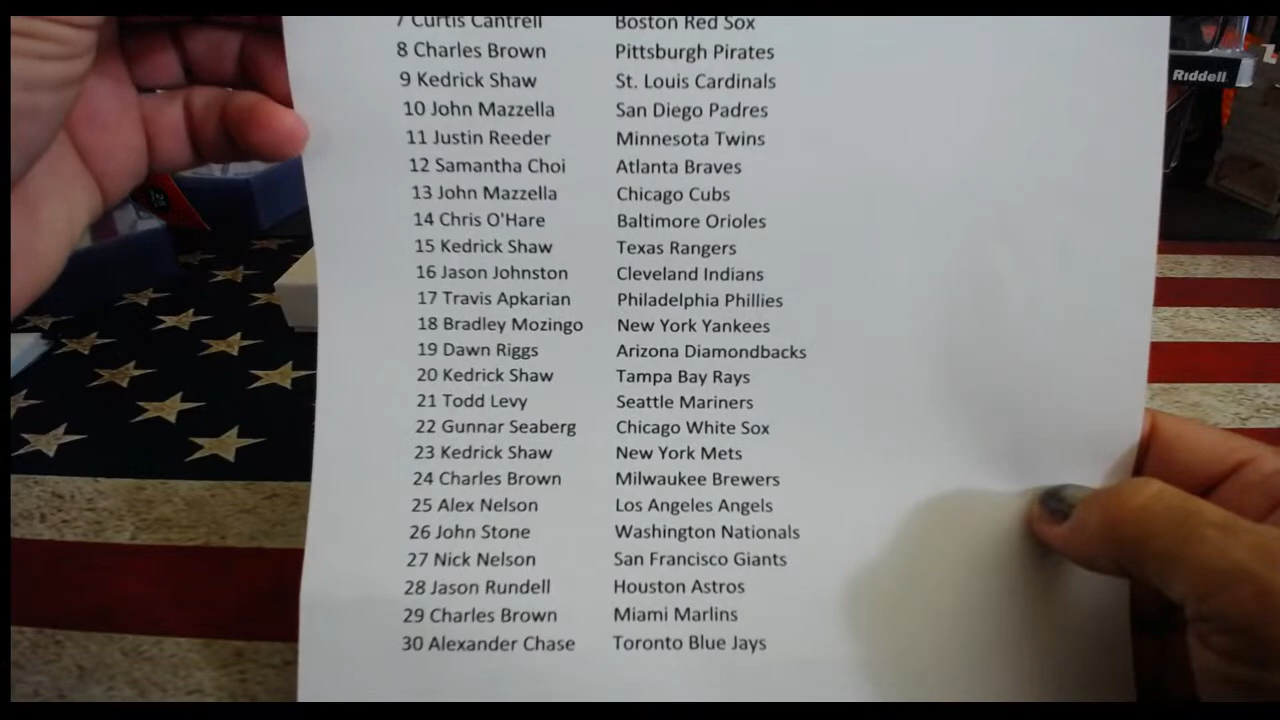 7 Curtis Cantrell Boston Red Sox
8 Charles Brown Pittsburgh Pirates
Riddell
9 Kedrick Shaw St. Louis Cardinals
10 John Mazzella San Diego Padres
11 Justin Reeder Minnesota Twins
12 Samantha Choi Atlanta Braves
13 John Mazzella Chicago Cubs
14 Chris O'Hare Baltimore Orioles
15 Kedrick Shaw Texas Rangers
16 Jason Johnston Cleveland Indians
17 Travis Apkarian Philadelphia Phillies
18 Bradley Mozingo New York Yankees
19 Dawn Riggs Arizona Diamondbacks
20 Kedrick Shaw Tampa Bay Rays
21 Todd Levy Seattle Mariners
22 Gunnar Seaberg Chicago White Sox
23 Kedrick Shaw New York Mets
24 Charles Brown Milwaukee Brewers
25 Alex Nelson Los Angeles Angels
26 John Stone Washington Nationals
27 Nick Nelson San Francisco Giants
28 Jason Rundell Houston Astros
29 Charles Brown Miami Marlins
30 Alexander Chase Toronto Blue Jays